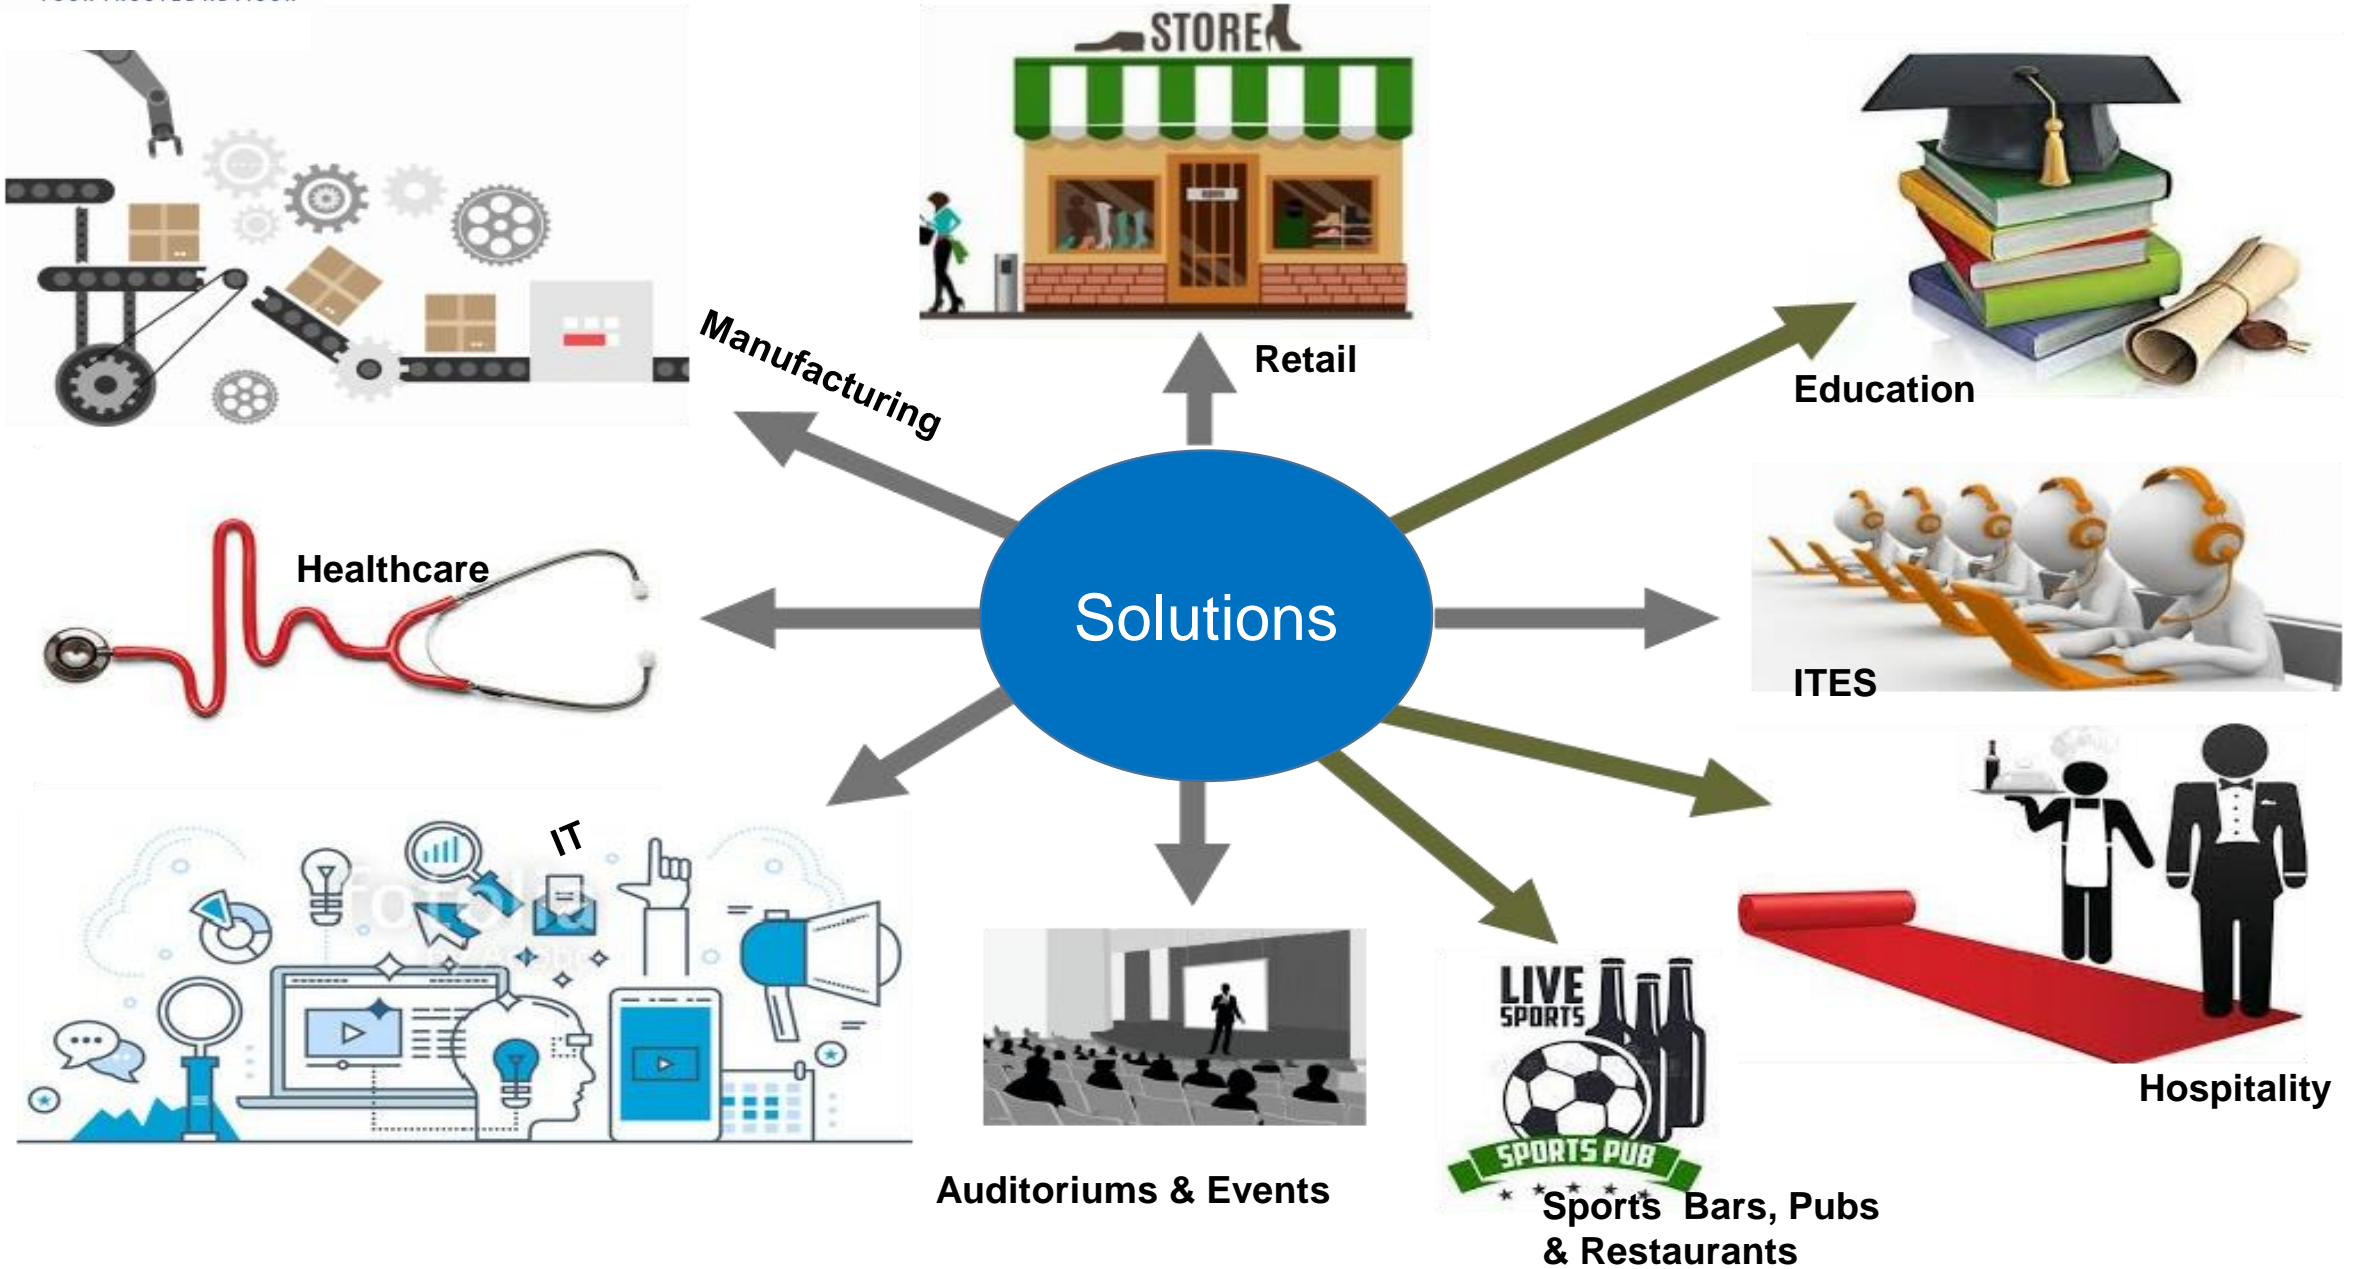 STORE
Manufacturing
Retail
Education
Healthcare
Solutions
ITES
IT
fotolia
LIVE
SPORTS
SPORTS PUB
Hospitality
Auditoriums & Events
Sports Bars, Pubs
& Restaurants